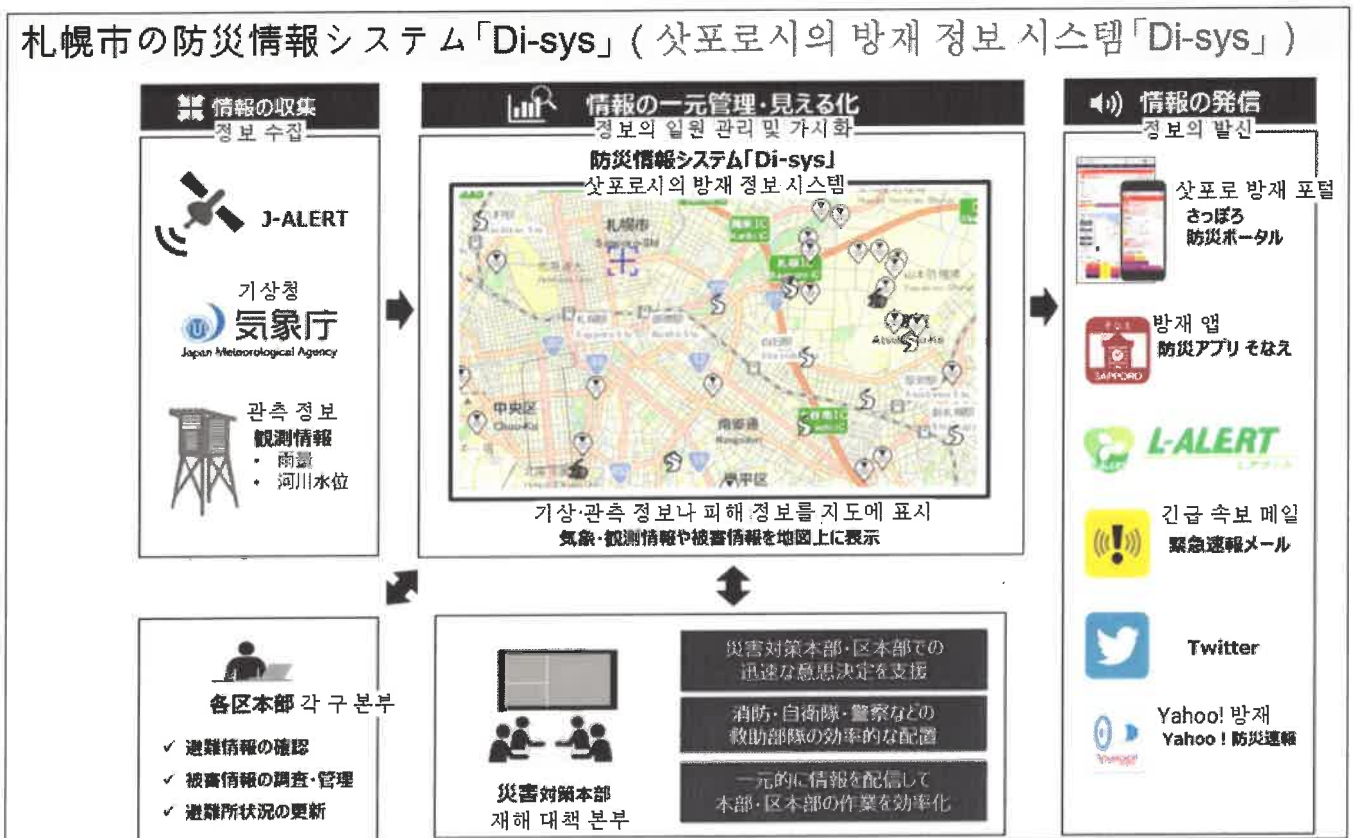 札幌市の防災情報システム「Di-sys」( 삿포로시의 방재 정보 시스템「Di-sys」)
情報の収集
정보 수집
J-ALERT
기상청
気象庁
Japan Meteorological Agency
관측 정보
観測情報
• 雨量
• 河川水位
情報の一元管理・見える化
정보의 일원 관리 및 가시화
防災情報システム「Di-sys」
삿포로시의 방재 정보 시스템
札幌市
Sapporo-Shi
中央区
Chuo-Ku
기상·관측 정보나 피해 정보를 지도에 표시
気象・観測情報や被害情報を地図上に表示
情報の発信
정보의 발신
삿포로 방재 포털
さっぽろ
防災ポータル
방재 앱
防災アプリ そなえ
SAPPORO
L-ALERT
긴급 속보 메일
緊急速報メール
Twitter
Yahoo! 방재
Yahoo!防災速報
各区本部 각 구 본부
✓ 避難情報の確認
✓ 被害情報の調査・管理
✓ 避難所状況の更新
災害対策本部
재해 대책 본부
災害対策本部・区本部での
迅速な意思決定を支援
消防・自衛隊・警察などの
救助部隊の効率的な配置
一元的に情報を配信して
本部・区本部の作業を効率化